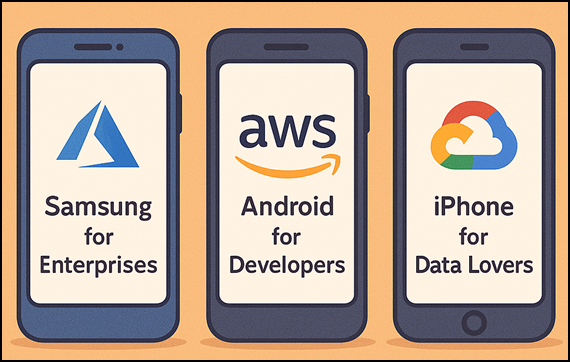 Samsung
for
Enterprises
aws
Android
for
Developers
iPhone
for
Data Lovers